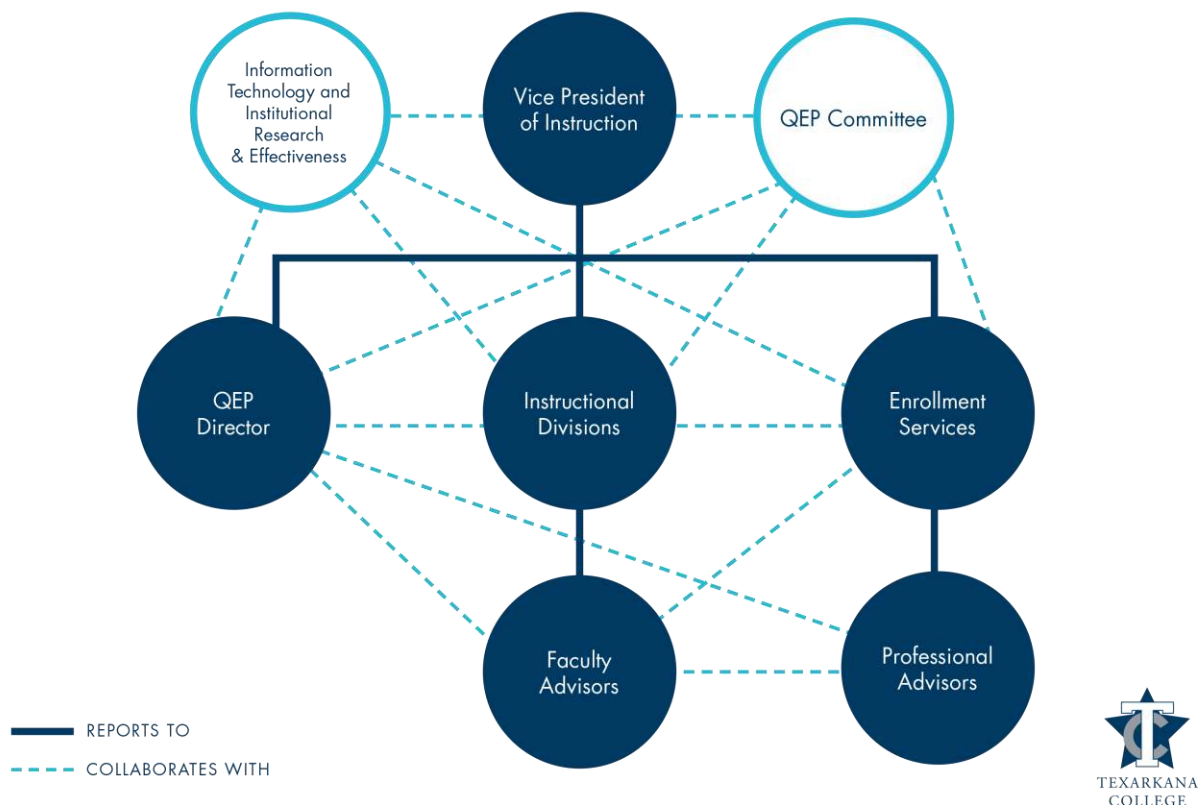 Information
Technology and
Institutional
Research
& Effectiveness
Vice President
of Instruction
QEP Committee
QEP
Director
Instructional
Divisions
Enrollment
Services
Faculty
Advisors
Professional
Advisors
REPORTS TO
COLLABORATES WITH
TC
TEXARKANA
COLLEGE